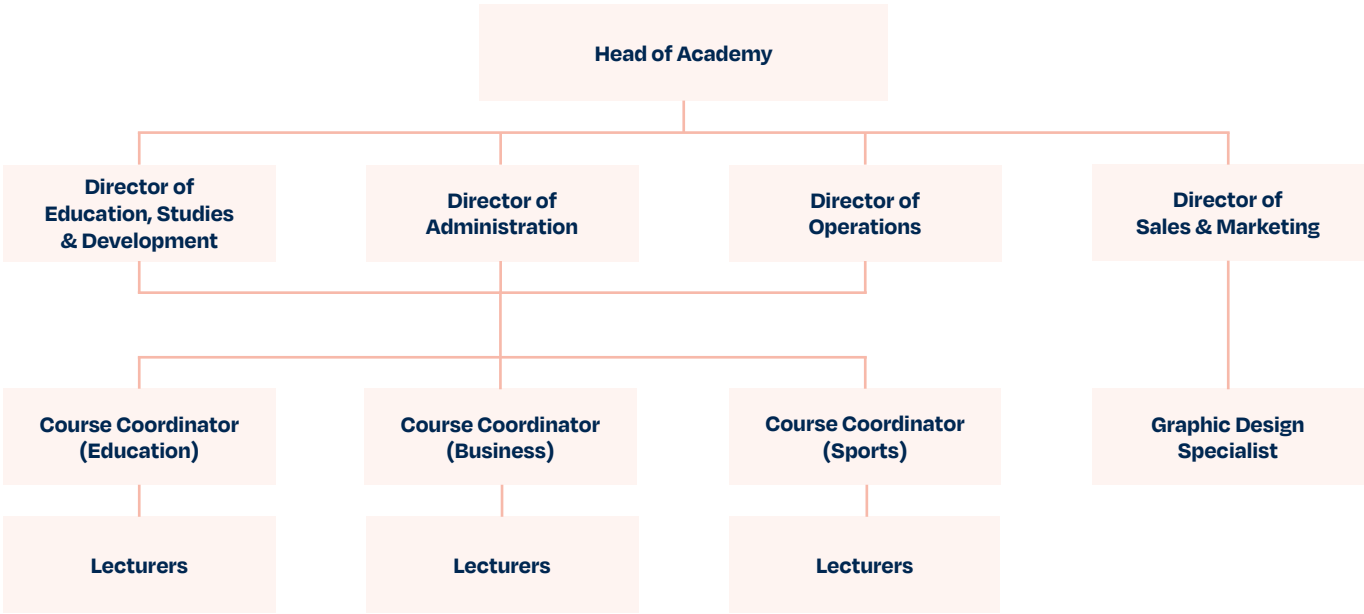 Head of Academy
Director of
Education, Studies
& Development
Director of
Administration
Director of
Operations
Director of
Sales & Marketing
Course Coordinator
(Education)
Course Coordinator
(Business)
Course Coordinator
(Sports)
Graphic Design
Specialist
Lecturers
Lecturers
Lecturers